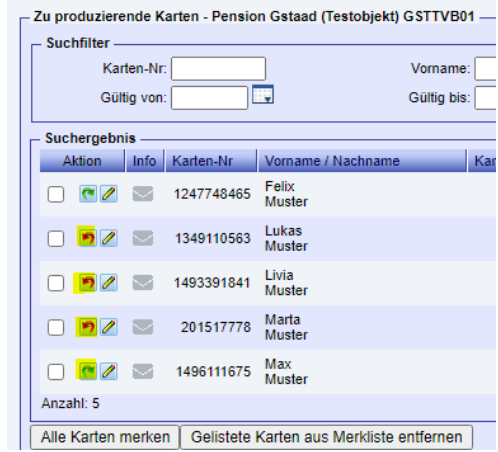 Zu produzierende Karten - Pension Gstaad (Testobjekt) GSTTVB01
Suchfilter
Karten-Nr: Vorname:
Gültig von: Gültig bis:
Suchergebnis
Aktion Info Karten-Nr Vorname / Nachname Kar
1247748465 Felix
Muster
1349110563 Lukas
Muster
1493391841 Livia
Muster
201517778 Marta
Muster
1496111675 Max
Muster
Anzahl: 5
Alle Karten merken Gelistete Karten aus Merkliste entfernen